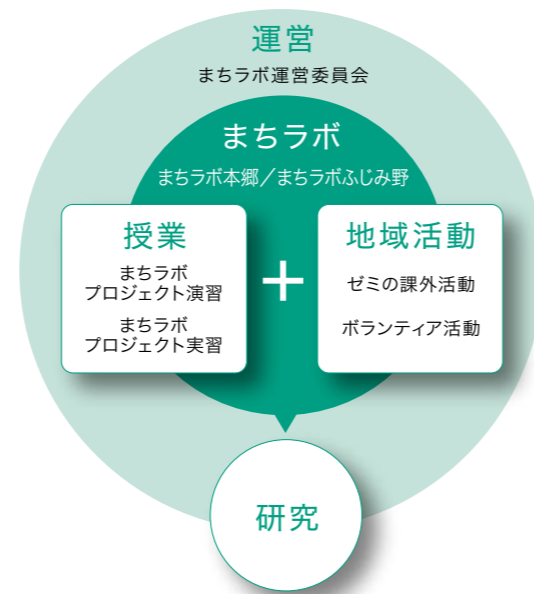 運営
まちラボ運営委員会
まちラボ
まちラボ本郷／まちラボふじみ野
授業
まちラボ
プロジェクト演習
まちラボ
プロジェクト実習
+
地域活動
ゼミの課外活動
ボランティア活動
研究